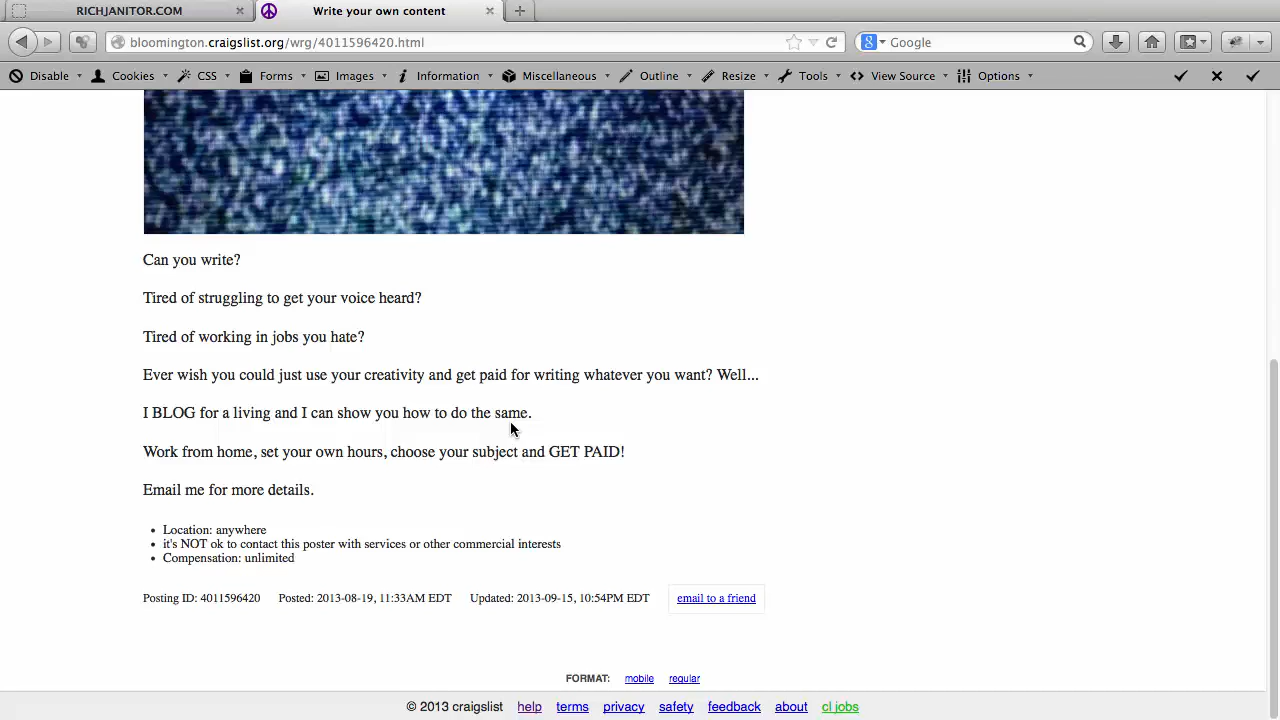 RICHJANITOR.COM
Write your own content
bloomington.craigslist.org/wrg/4011596420.html
Google
Disable Cookies CSS Forms Images Information Miscellaneous Outline Resize Tools View Source Options
Can you write?
Tired of struggling to get your voice heard?
Tired of working in jobs you hate?
Ever wish you could just use your creativity and get paid for writing whatever you want? Well...
I BLOG for a living and I can show you how to do the same.
Work from home, set your own hours, choose your subject and GET PAID!
Email me for more details.
• Location: anywhere
• it's NOT ok to contact this poster with services or other commercial interests
• Compensation: unlimited
Posting ID: 4011596420 Posted: 2013-08-19, 11:33AM EDT Updated: 2013-09-15, 10:54PM EDT email to a friend
FORMAT: mobile regular
© 2013 craigslist help terms privacy safety feedback about cl jobs